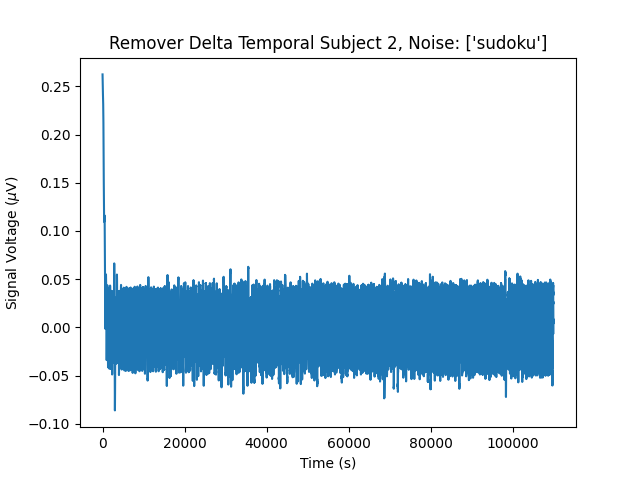 Remover Delta Temporal Subject 2, Noise: ['sudoku']
Signal Voltage (μV)
0.25
0.20
0.15
0.10
0.05
0.00
−0.05
−0.10
0 20000 40000 60000 80000 100000
Time (s)